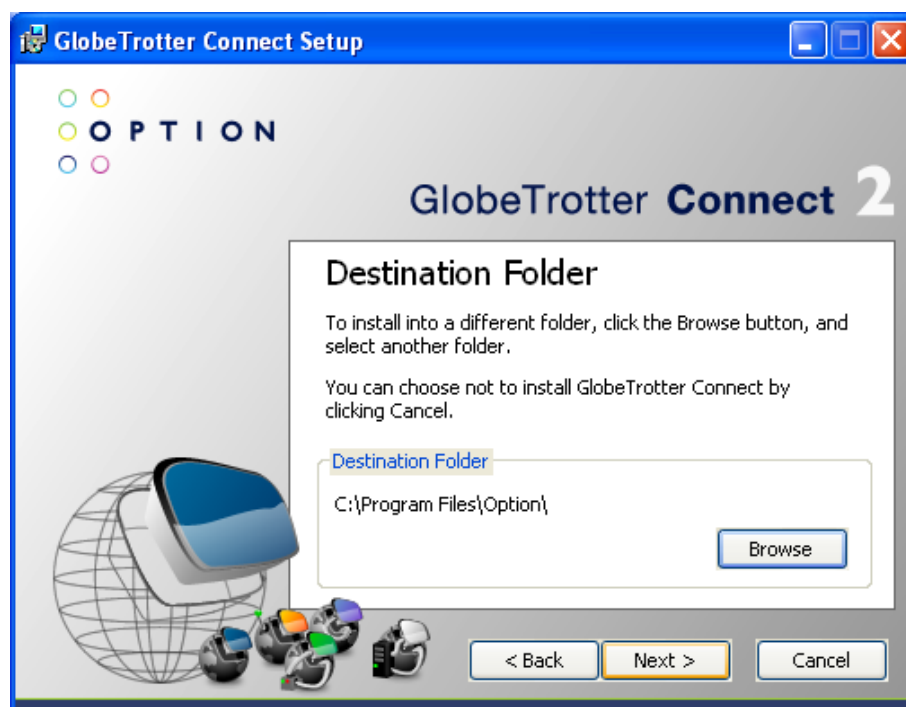 GlobeTrotter Connect Setup
OPTION
GlobeTrotter Connect 2
Destination Folder
To install into a different folder, click the Browse button, and
select another folder.
You can choose not to install GlobeTrotter Connect by
clicking Cancel.
Destination Folder
C:\Program Files\Option\
Browse
< Back
Next >
Cancel